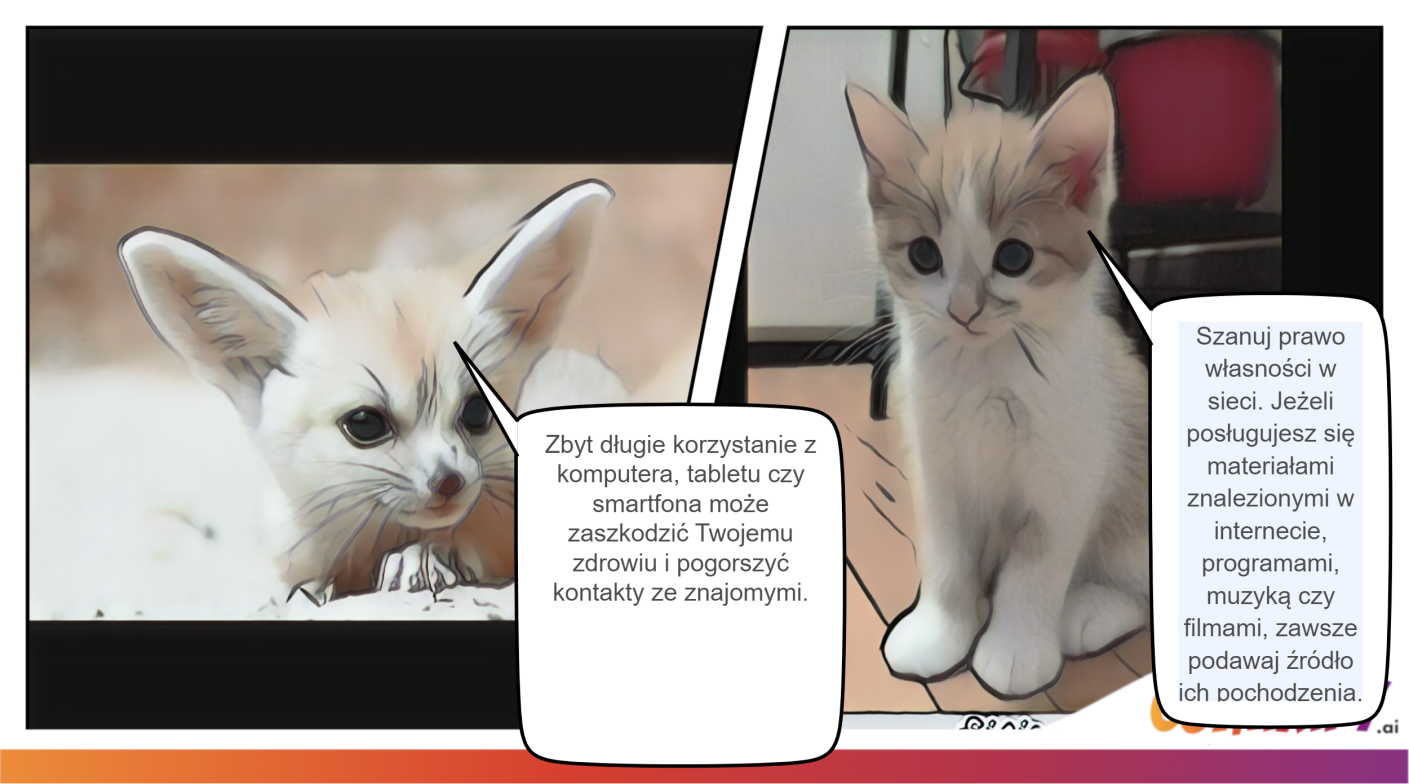 Zbyt długie korzystanie z
komputera, tabletu czy
smartfona może
zaszkodzić Twojemu
zdrowiu i pogorszyć
kontakty ze znajomymi.
Szanuj prawo
własności w
sieci. Jeżeli
posługujesz się
materiałami
znalezionymi w
internecie,
programami,
muzyką czy
filmami, zawsze
podawaj źródło
ich pochodzenia.
.ai